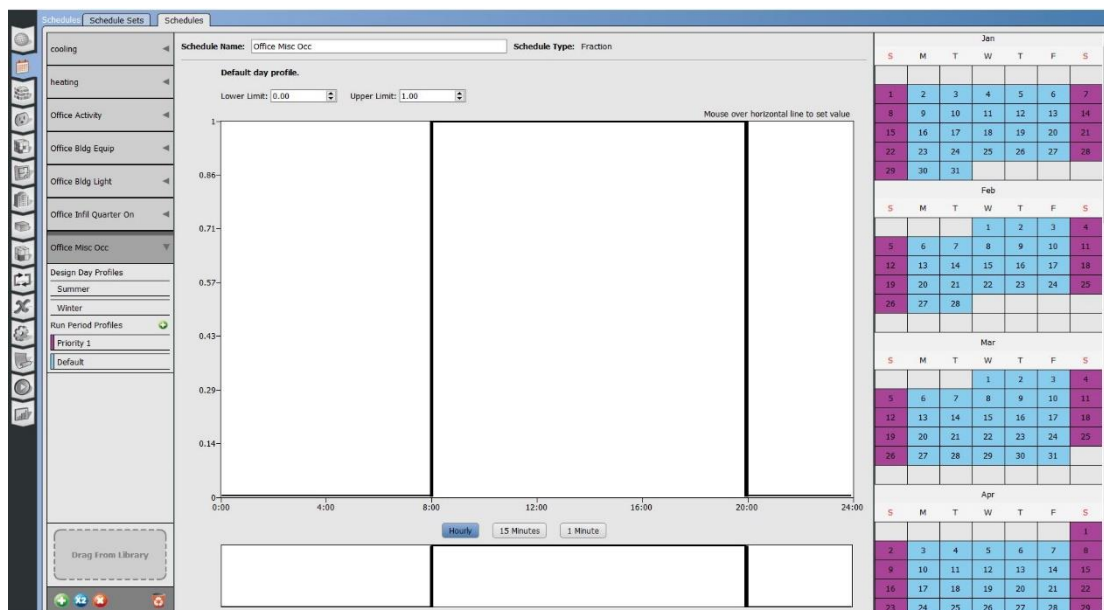 Schedules Schedule Sets Schedules
cooling
heating
Office Activity
Office Bldg Equip
Office Bldg Light
Office Infil Quarter On
Office Misc Occ
Design Day Profiles
Summer
Winter
Run Period Profiles
Priority 1
Default
Drag From Library
X2
Schedule Name: Office Misc Occ Schedule Type: Fraction
Default day profile.
Lower Limit: 0.00 Upper Limit: 1.00
Mouse over horizontal line to set value
1
0.86
0.71
0.57
0.43
0.29
0.14
0
0:00 4:00 8:00 12:00 16:00 20:00 24:00
Hourly 15 Minutes 1 Minute
Jan
S M T W T F S
1 2 3 4 5 6 7
8 9 10 11 12 13 14
15 16 17 18 19 20 21
22 23 24 25 26 27 28
29 30 31
Feb
S M T W T F S
1 2 3 4
5 6 7 8 9 10 11
12 13 14 15 16 17 18
19 20 21 22 23 24 25
26 27 28
Mar
S M T W T F S
1 2 3 4
5 6 7 8 9 10 11
12 13 14 15 16 17 18
19 20 21 22 23 24 25
26 27 28 29 30 31
Apr
S M T W T F S
1
2 3 4 5 6 7 8
9 10 11 12 13 14 15
16 17 18 19 20 21 22
23 24 25 26 27 28 29